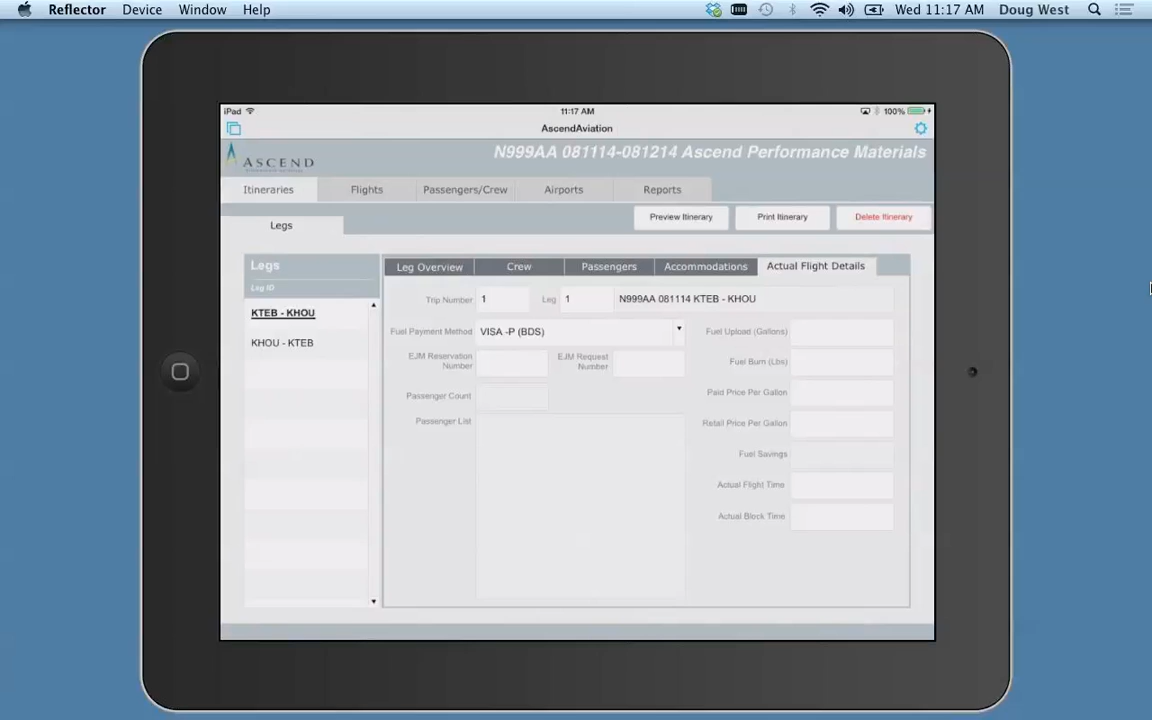 Reflector Device Window Help Wed 11:17 AM Doug West
iPad 11:17 AM 100%
AscendAviation
ASCEND N999AA 081114-081214 Ascend Performance Materials
Itineraries Flights Passengers/Crew Airports Reports
Preview Itinerary Print Itinerary Delete Itinerary
Legs
Legs
Leg ID
KTEB - KHOU
KHOU - KTEB
Leg Overview Crew Passengers Accommodations Actual Flight Details
Trip Number 1 Leg 1 N999AA 081114 KTEB - KHOU
Fuel Payment Method VISA -P (BDS) Fuel Upload (Gallons)
EJM Reservation Number EJM Request Number Fuel Burn (Lbs)
Passenger Count Paid Price Per Gallon
Passenger List Retail Price Per Gallon
Fuel Savings
Actual Flight Time
Actual Block Time